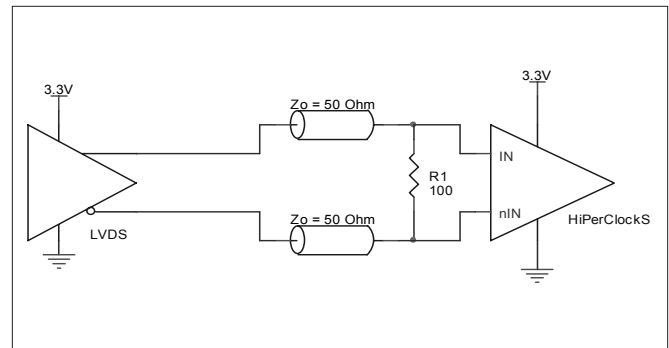 3.3V
3.3V
Zo = 50 Ohm
IN
R1
100
Zo = 50 Ohm
nIN
LVDS
HiPerClockS